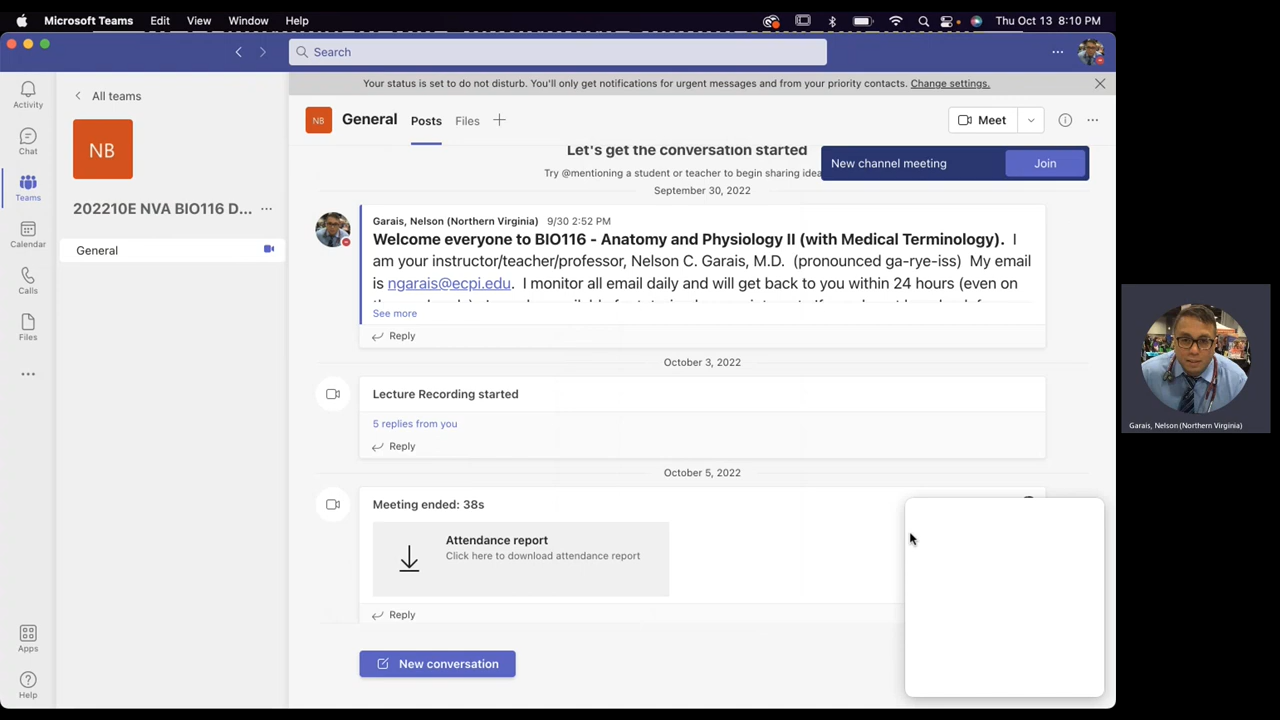 Microsoft Teams Edit View Window Help Thu Oct 13 8:10 PM
Search
Your status is set to do not disturb. You'll only get notifications for urgent messages and from your priority contacts. Change settings.
Activity
Chat
Teams
Calendar
Calls
Files
Apps
Help
All teams
NB
202210E NVA BIO116 D...
General
NB General Posts Files Meet
Let's get the conversation started
Try @mentioning a student or teacher to begin sharing idea
New channel meeting Join
September 30, 2022
Garais, Nelson (Northern Virginia) 9/30 2:52 PM
Welcome everyone to BIO116 - Anatomy and Physiology II (with Medical Terminology). I
am your instructor/teacher/professor, Nelson C. Garais, M.D. (pronounced ga-rye-iss) My email
is ngarais@ecpi.edu. I monitor all email daily and will get back to you within 24 hours (even on
See more
Reply
October 3, 2022
Lecture Recording started
5 replies from you
Reply
October 5, 2022
Meeting ended: 38s
Attendance report
Click here to download attendance report
Reply
New conversation
Garais, Nelson (Northern Virginia)